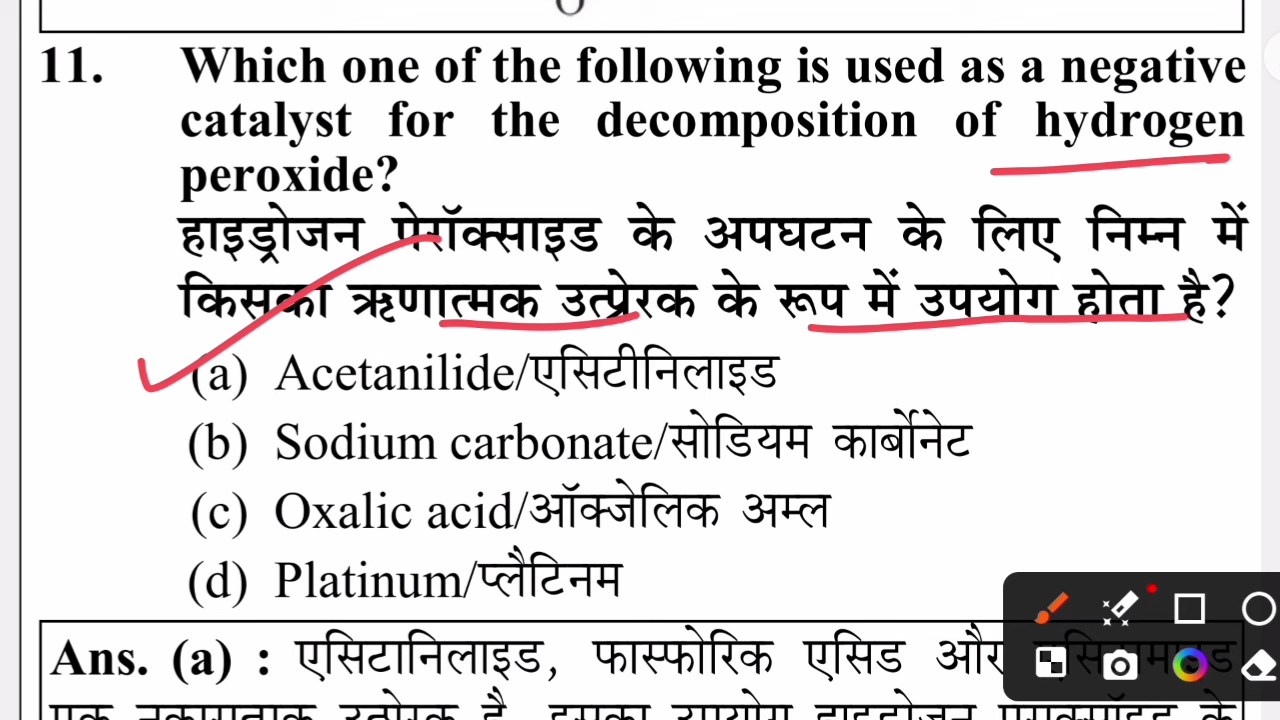 11. Which one of the following is used as a negative
catalyst for the decomposition of hydrogen
peroxide?
हाइड्रोजन पेरॉक्साइड के अपघटन के लिए निम्न में
किसका ऋणात्मक उत्प्रेरक के रूप में उपयोग होता है?
(a) Acetanilide/एसिटीनिलाइड
(b) Sodium carbonate/सोडियम कार्बोनेट
(c) Oxalic acid/ऑक्जेलिक अम्ल
(d) Platinum/प्लैटिनम
Ans. (a) : एसिटानिलाइड, फास्फोरिक एसिड और